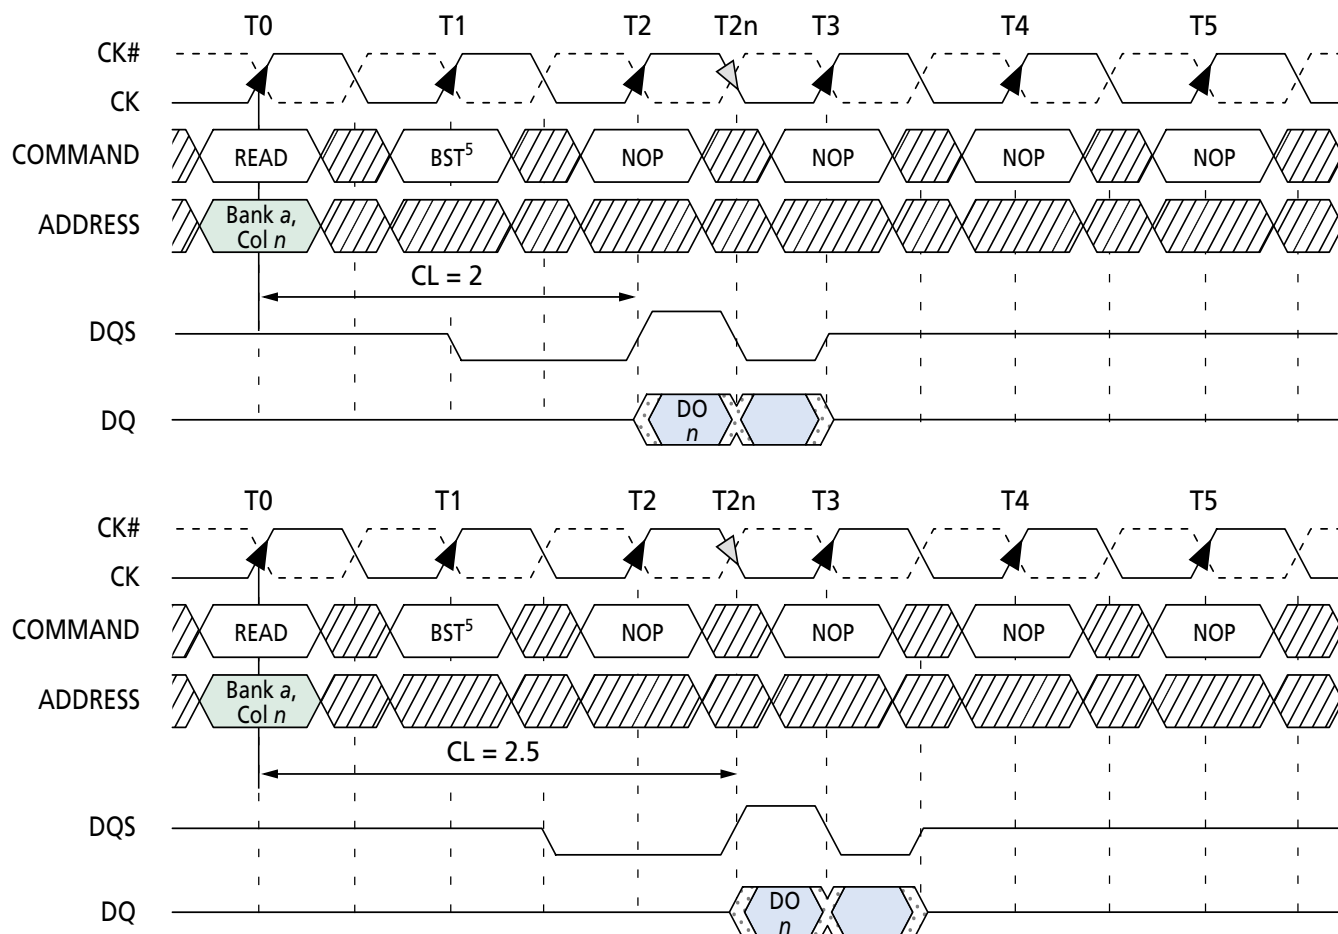 T0 T1 T2 T2n T3 T4 T5
CK#
CK
COMMAND READ BST⁵ NOP NOP NOP NOP
ADDRESS Bank a,
Col n
CL = 2
DQS
DQ DO
n
T0 T1 T2 T2n T3 T4 T5
CK#
CK
COMMAND READ BST⁵ NOP NOP NOP NOP
ADDRESS Bank a,
Col n
CL = 2.5
DQS
DQ DO
n